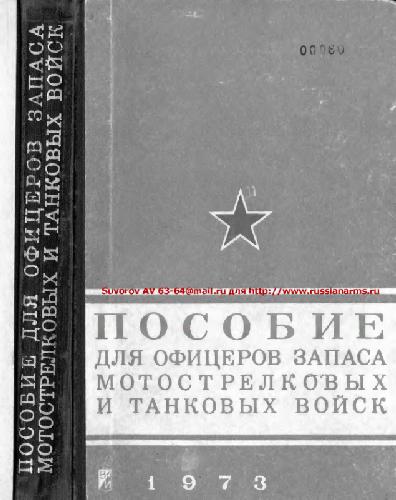 ПОСОБИЕ ДЛЯ ОФИЦЕРОВ ЗАПАСА
МОТОСТРЕЛКОВЫХ И ТАНКОВЫХ ВОЙСК
00080
Suvorov AV 63-64@mail.ru для http://www.russianarms.ru
ПОСОБИЕ
ДЛЯ ОФИЦЕРОВ ЗАПАСА
МОТОСТРЕЛКОВЫХ
И ТАНКОВЫХ ВОЙСК
1973